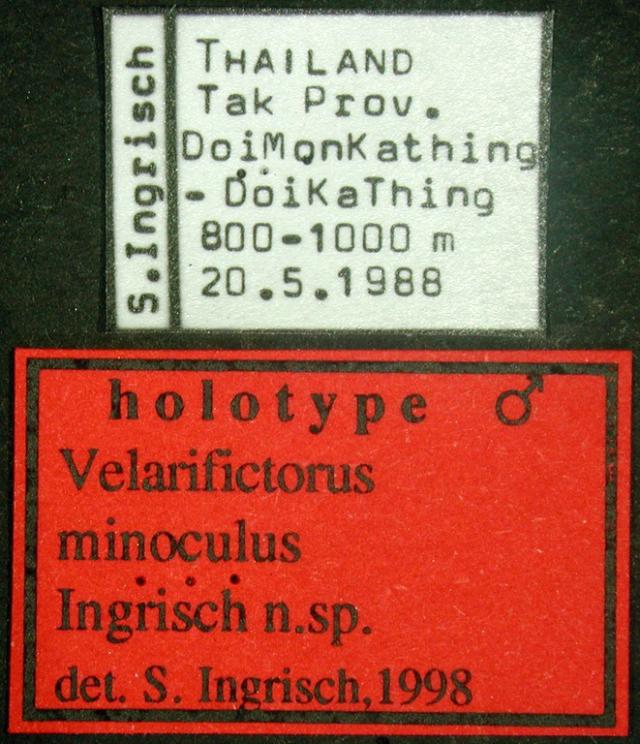 S.Ingrisch
THAILAND
Tak Prov.
DoiMonKathing
- DoiKaThing
800-1000 m
20.5.1988
holotype ♂
Velarifictorus
minoculus
Ingrisch n.sp.
det. S. Ingrisch,1998